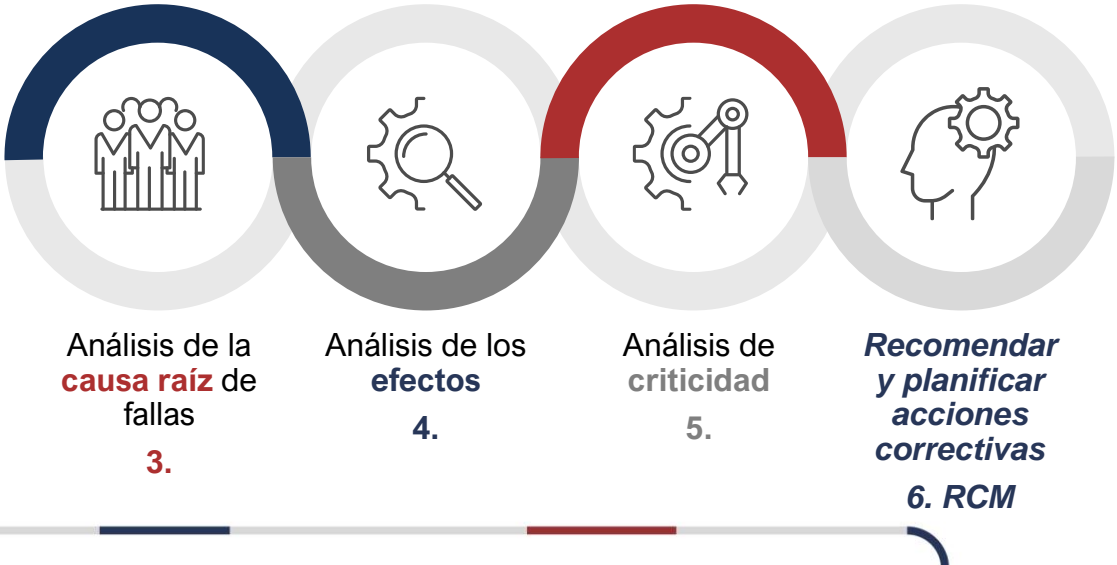 Análisis de la
causa raíz de
fallas
3.
Análisis de los
efectos
4.
Análisis de
criticidad
5.
Recomendar
y planificar
acciones
correctivas
6. RCM